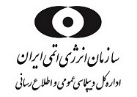 سازمان انرژی اتمی ایران
اداره کل دیپلماسی عمومی و اطلاع رسانی